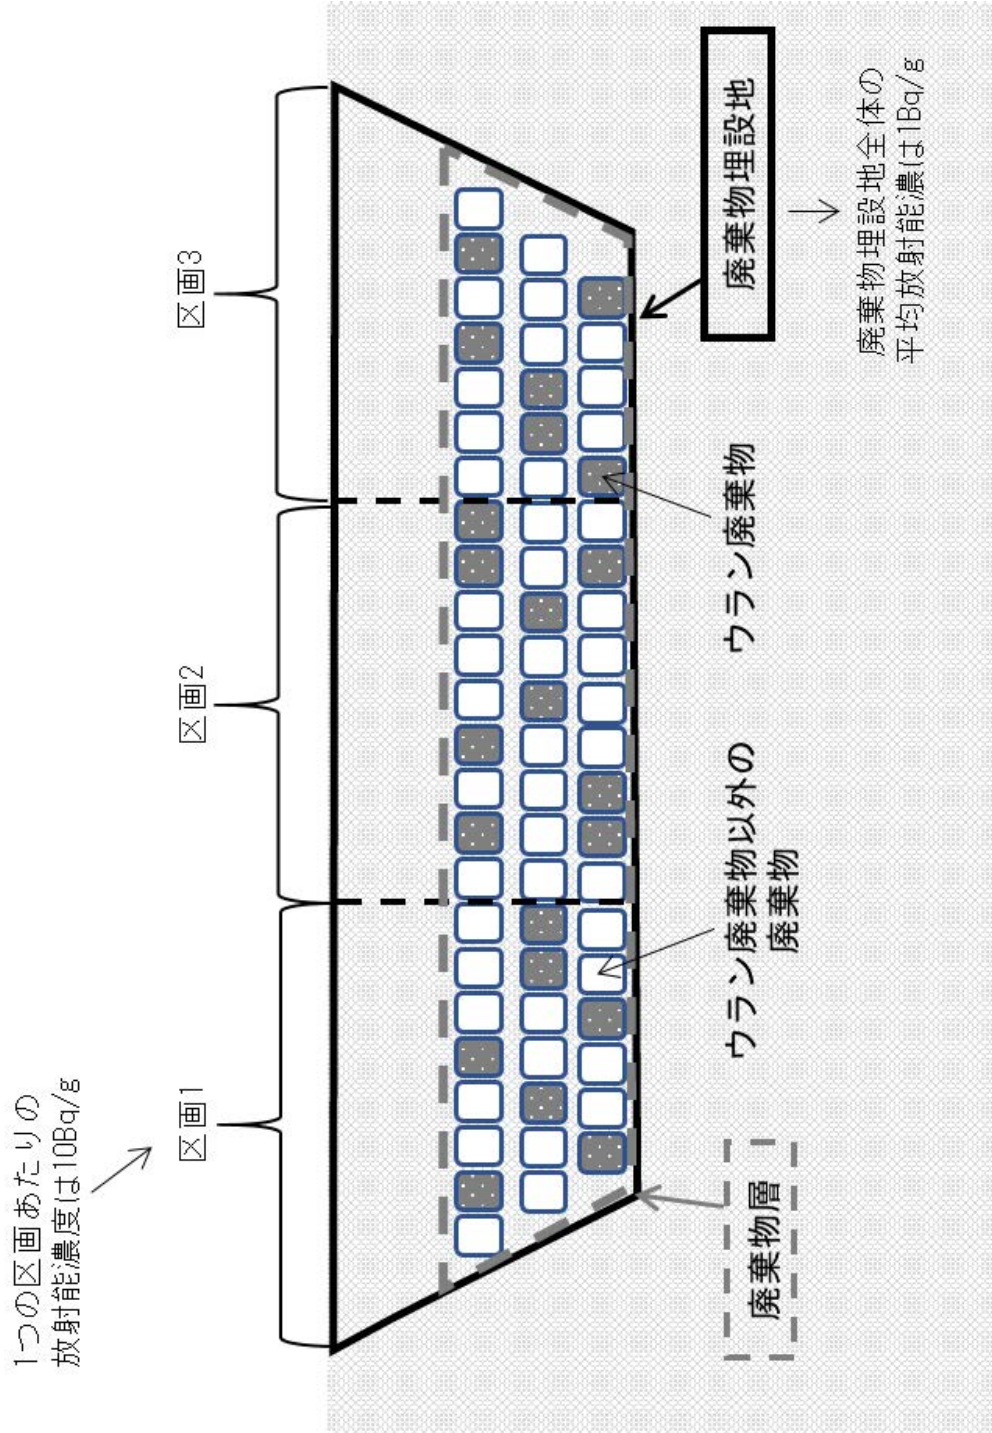 1つの区画あたりの
放射能濃度は10Bq/g
区画1
区画2
区画3
廃棄物層
ウラン廃棄物以外の
廃棄物
ウラン廃棄物
廃棄物埋設地
廃棄物埋設地全体の
平均放射能濃は1Bq/g